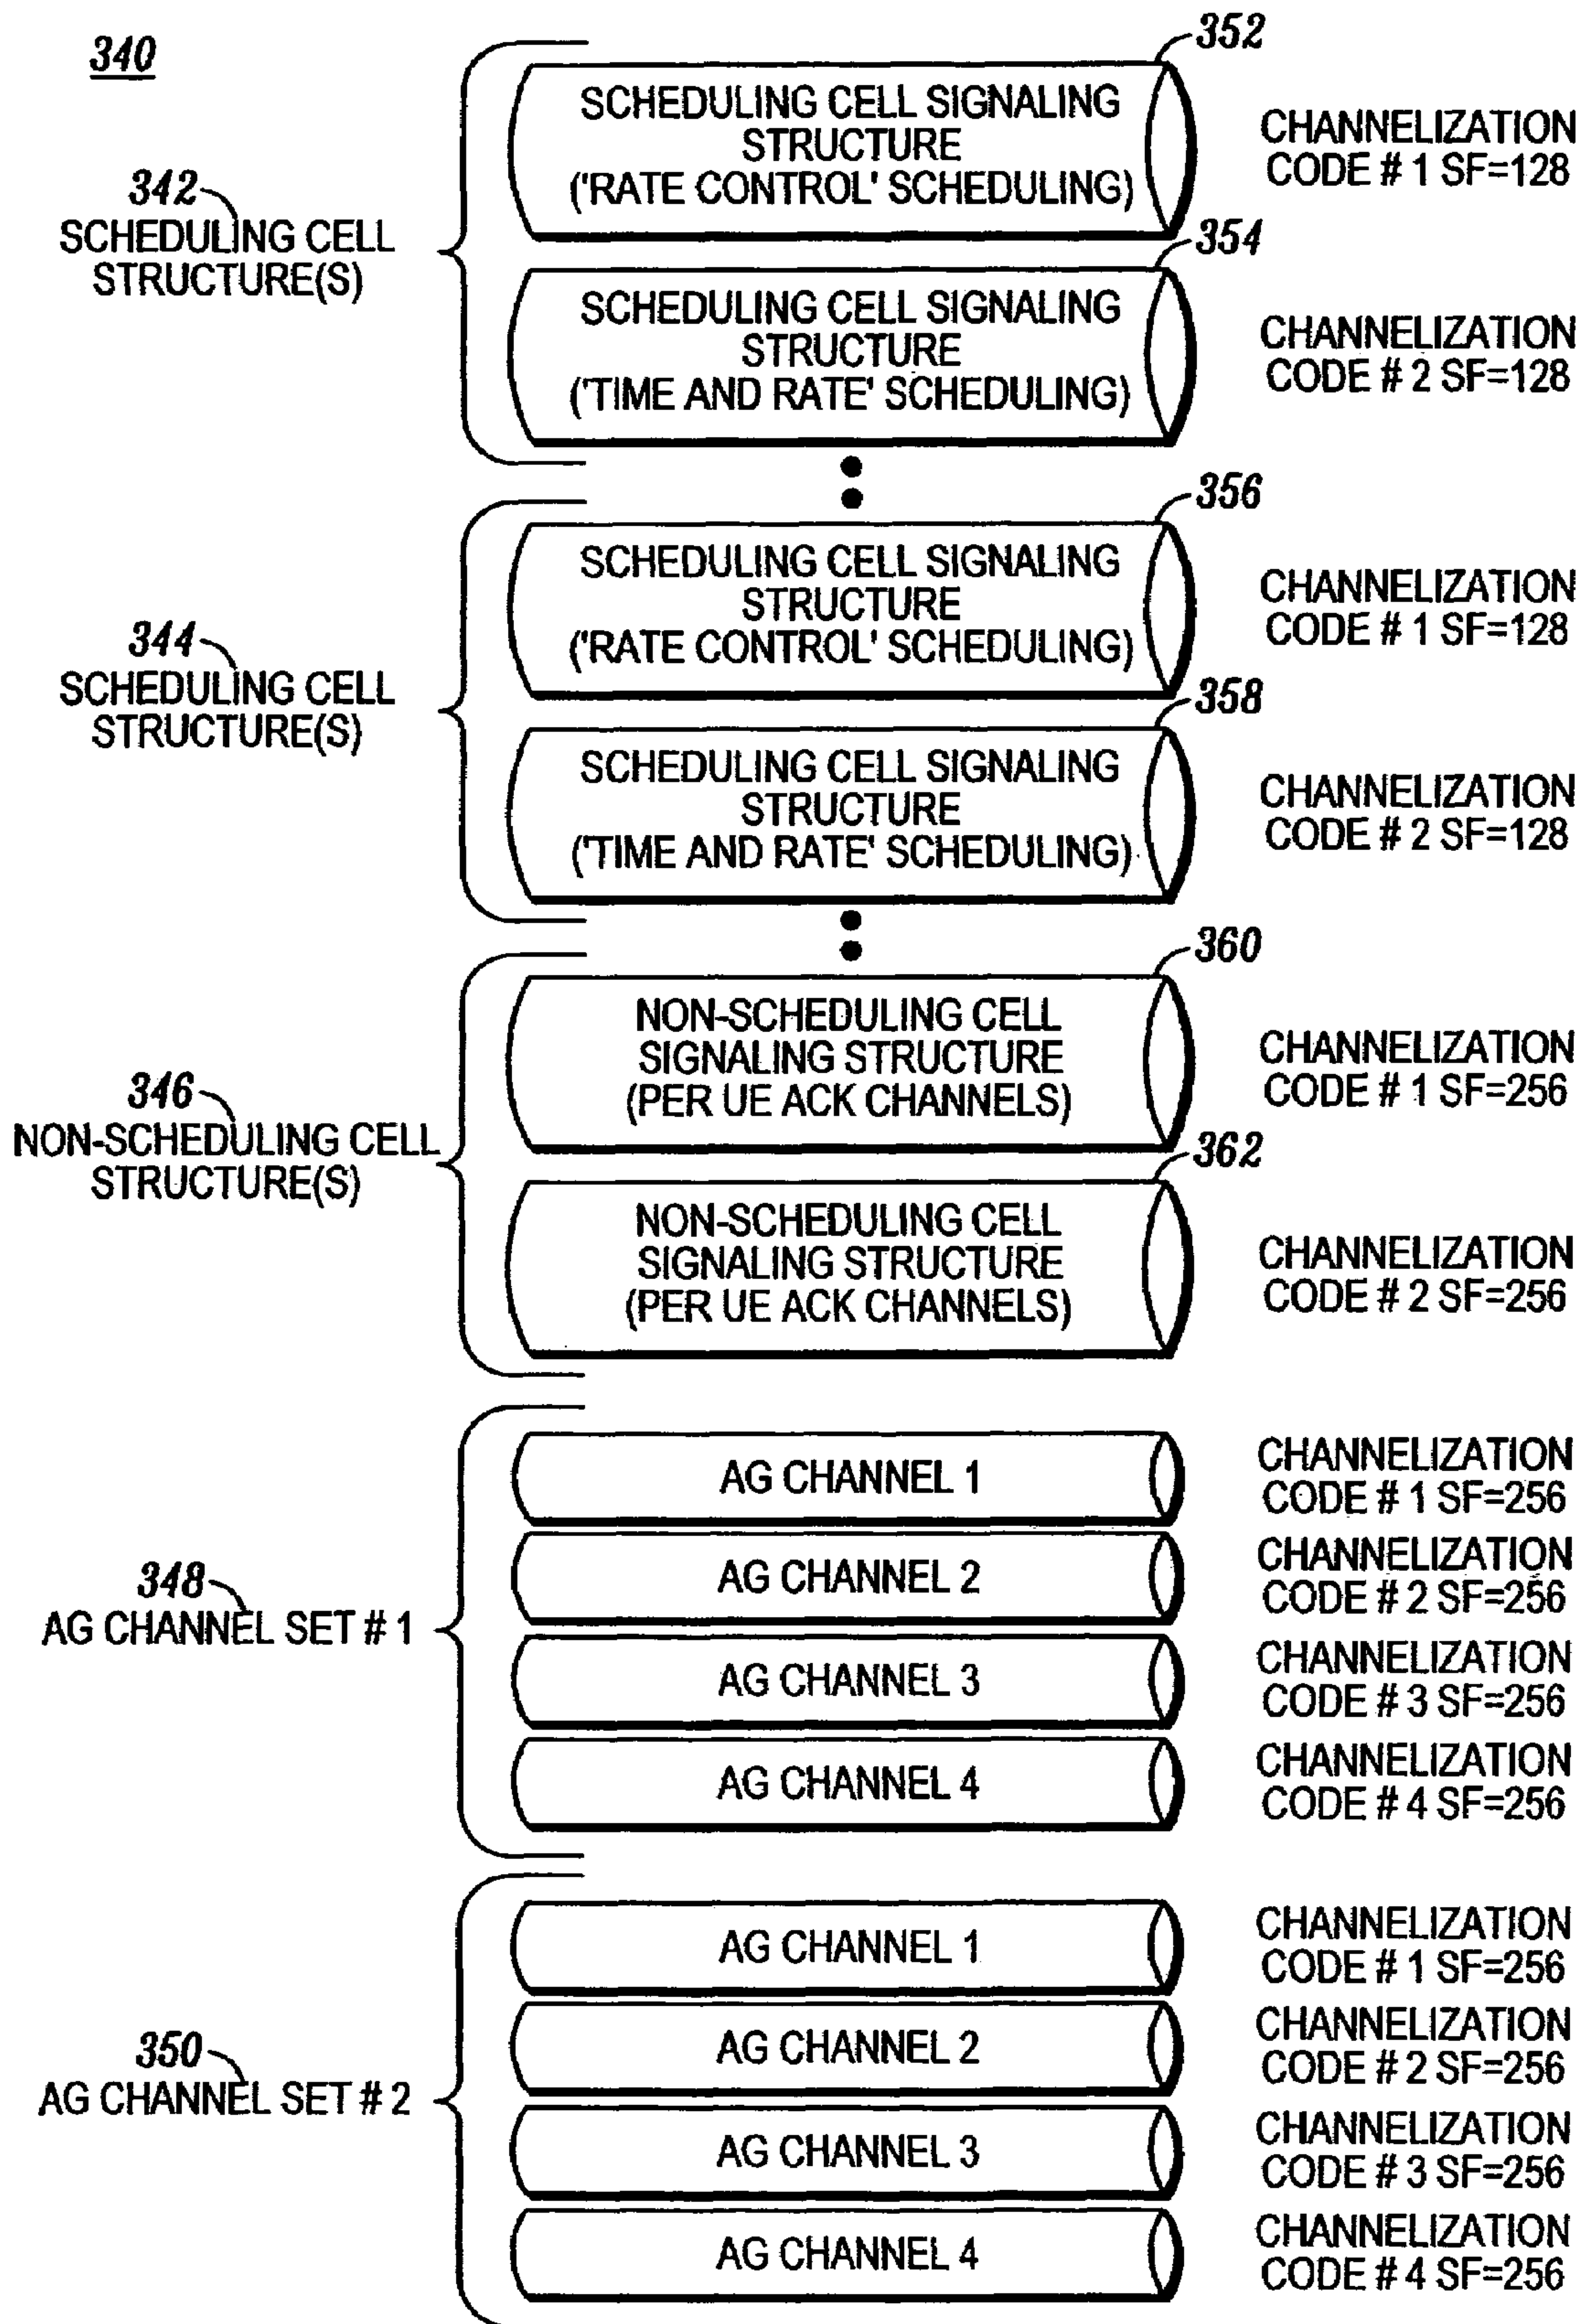 340
352
SCHEDULING CELL SIGNALING
STRUCTURE
('RATE CONTROL' SCHEDULING)
CHANNELIZATION
CODE # 1 SF=128
342
SCHEDULING CELL
STRUCTURE(S)
354
SCHEDULING CELL SIGNALING
STRUCTURE
('TIME AND RATE' SCHEDULING)
CHANNELIZATION
CODE # 2 SF=128
356
SCHEDULING CELL SIGNALING
STRUCTURE
('RATE CONTROL' SCHEDULING)
CHANNELIZATION
CODE # 1 SF=128
344
SCHEDULING CELL
STRUCTURE(S)
358
SCHEDULING CELL SIGNALING
STRUCTURE
('TIME AND RATE' SCHEDULING)
CHANNELIZATION
CODE # 2 SF=128
360
NON-SCHEDULING CELL
SIGNALING STRUCTURE
(PER UE ACK CHANNELS)
CHANNELIZATION
CODE # 1 SF=256
346
NON-SCHEDULING CELL
STRUCTURE(S)
362
NON-SCHEDULING CELL
SIGNALING STRUCTURE
(PER UE ACK CHANNELS)
CHANNELIZATION
CODE # 2 SF=256
AG CHANNEL 1
CHANNELIZATION
CODE # 1 SF=256
AG CHANNEL 2
CHANNELIZATION
CODE # 2 SF=256
348
AG CHANNEL SET # 1
AG CHANNEL 3
CHANNELIZATION
CODE # 3 SF=256
AG CHANNEL 4
CHANNELIZATION
CODE # 4 SF=256
AG CHANNEL 1
CHANNELIZATION
CODE # 1 SF=256
AG CHANNEL 2
CHANNELIZATION
CODE # 2 SF=256
350
AG CHANNEL SET # 2
AG CHANNEL 3
CHANNELIZATION
CODE # 3 SF=256
AG CHANNEL 4
CHANNELIZATION
CODE # 4 SF=256